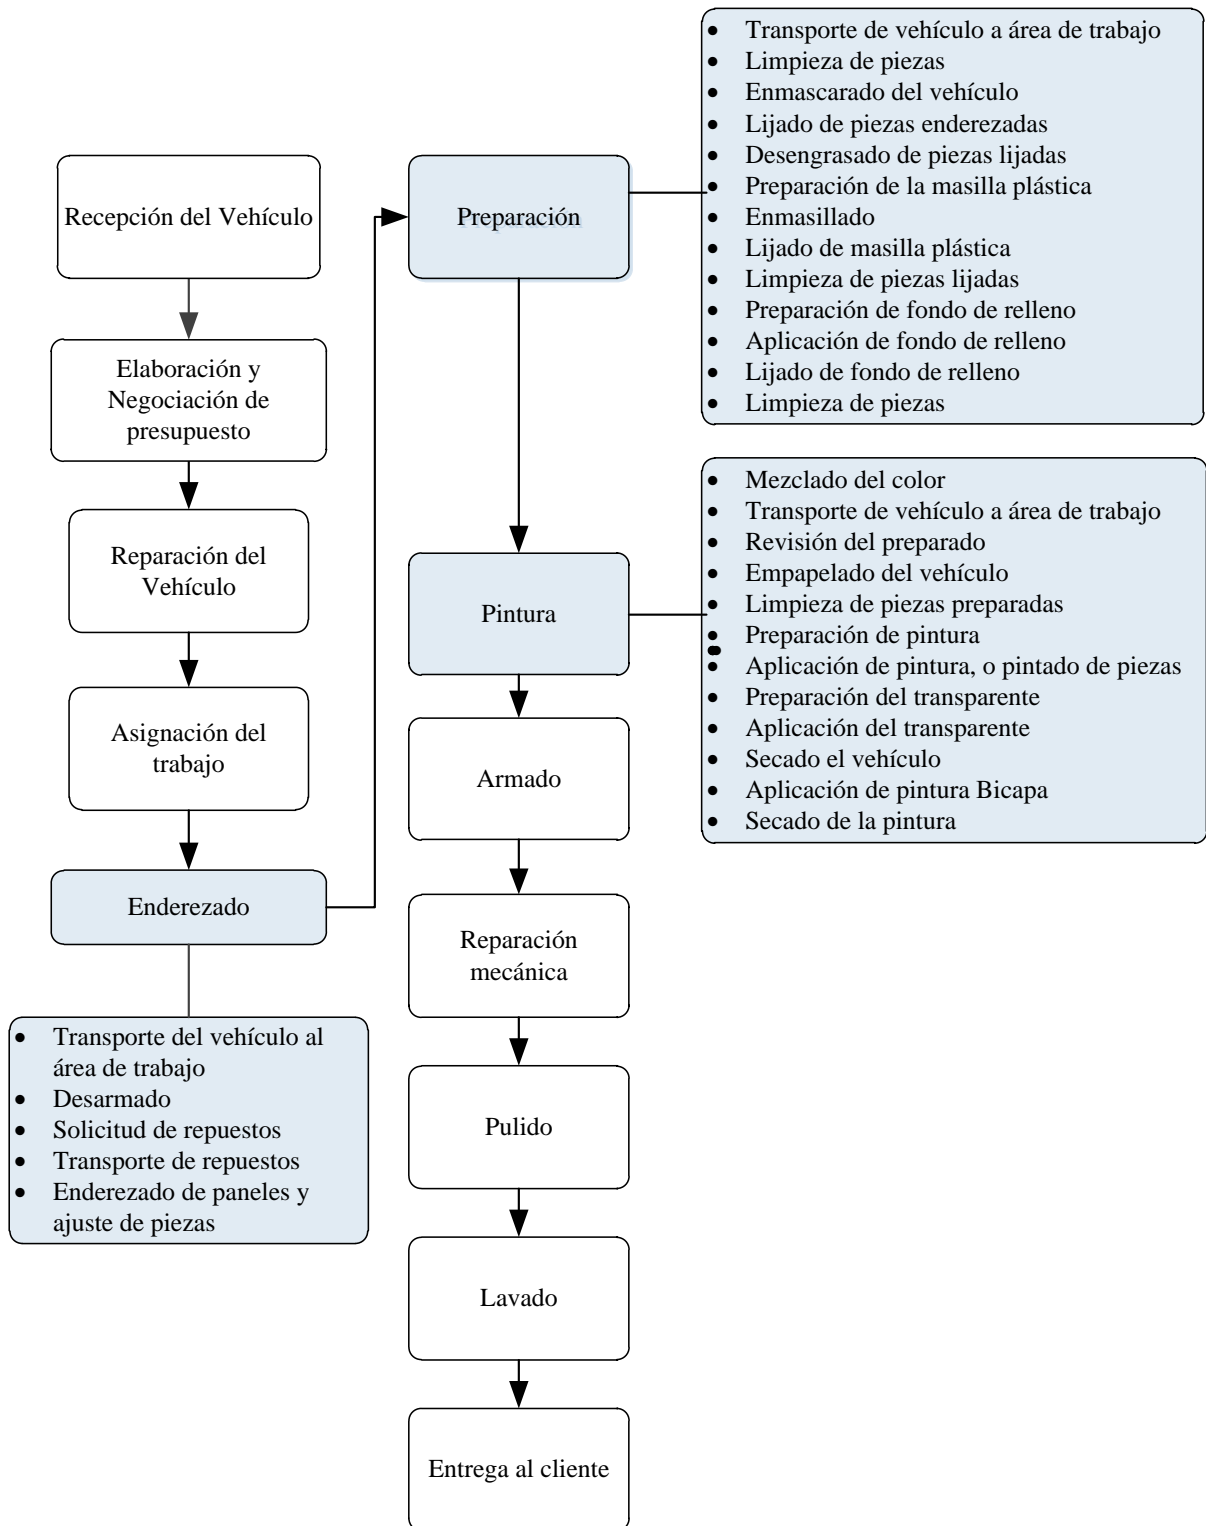 Recepción del Vehículo
Elaboración y
Negociación de
presupuesto
Reparación del
Vehículo
Asignación del
trabajo
Enderezado
• Transporte del vehículo al
área de trabajo
• Desarmado
• Solicitud de repuestos
• Transporte de repuestos
• Enderezado de paneles y
ajuste de piezas
Preparación
• Transporte de vehículo a área de trabajo
• Limpieza de piezas
• Enmascarado del vehículo
• Lijado de piezas enderezadas
• Desengrasado de piezas lijadas
• Preparación de la masilla plástica
• Enmasillado
• Lijado de masilla plástica
• Limpieza de piezas lijadas
• Preparación de fondo de relleno
• Aplicación de fondo de relleno
• Lijado de fondo de relleno
• Limpieza de piezas
Pintura
• Mezclado del color
• Transporte de vehículo a área de trabajo
• Revisión del preparado
• Empapelado del vehículo
• Limpieza de piezas preparadas
• Preparación de pintura
• Aplicación de pintura, o pintado de piezas
• Preparación del transparente
• Aplicación del transparente
• Secado el vehículo
• Aplicación de pintura Bicapa
• Secado de la pintura
Armado
Reparación
mecánica
Pulido
Lavado
Entrega al cliente